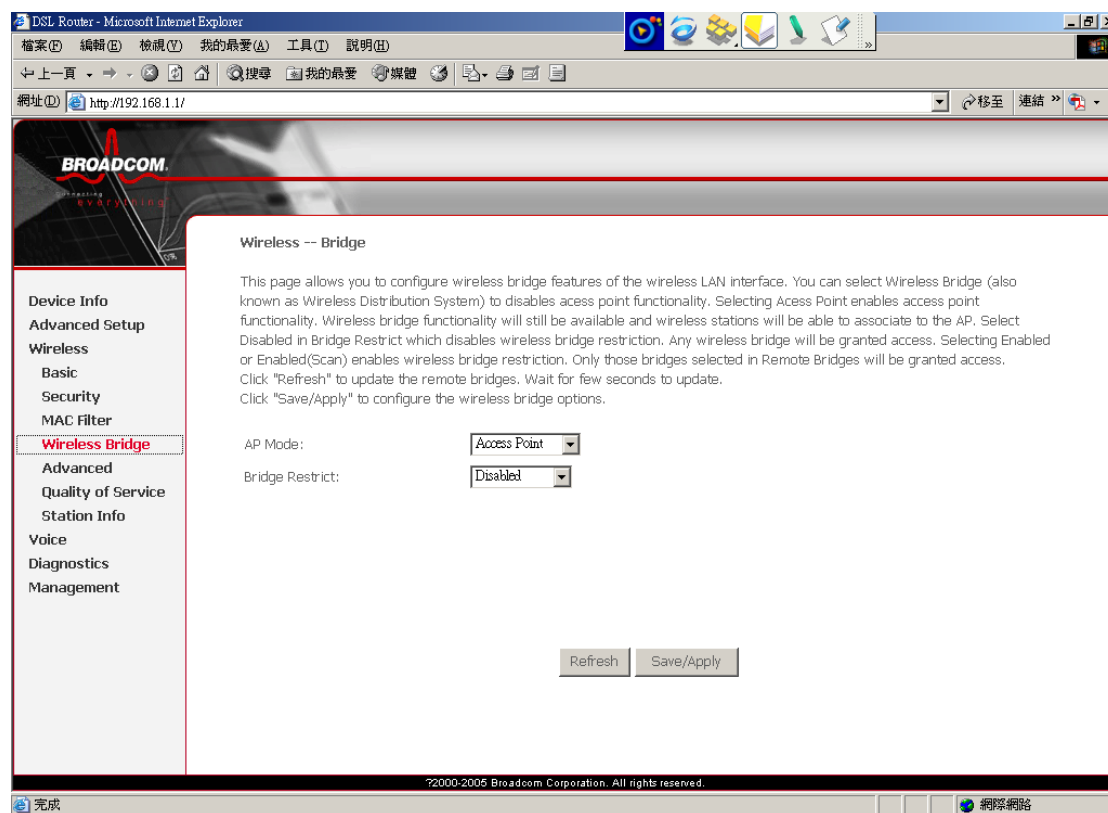 DSL Router - Microsoft Internet Explorer
檔案(F) 編輯(E) 檢視(V) 我的最愛(A) 工具(T) 說明(H)
上一頁 搜尋 我的最愛 媒體
網址(D) http://192.168.1.1/ 移至 連結
BROADCOM.
Connecting
everything
Wireless -- Bridge
This page allows you to configure wireless bridge features of the wireless LAN interface. You can select Wireless Bridge (also
known as Wireless Distribution System) to disables acess point functionality. Selecting Acess Point enables access point
functionality. Wireless bridge functionality will still be available and wireless stations will be able to associate to the AP. Select
Disabled in Bridge Restrict which disables wireless bridge restriction. Any wireless bridge will be granted access. Selecting Enabled
or Enabled(Scan) enables wireless bridge restriction. Only those bridges selected in Remote Bridges will be granted access.
Click "Refresh" to update the remote bridges. Wait for few seconds to update.
Click "Save/Apply" to configure the wireless bridge options.
AP Mode: Access Point
Bridge Restrict: Disabled
Refresh Save/Apply
Device Info
Advanced Setup
Wireless
Basic
Security
MAC Filter
Wireless Bridge
Advanced
Quality of Service
Station Info
Voice
Diagnostics
Management
?2000-2005 Broadcom Corporation. All rights reserved.
完成 網際網路